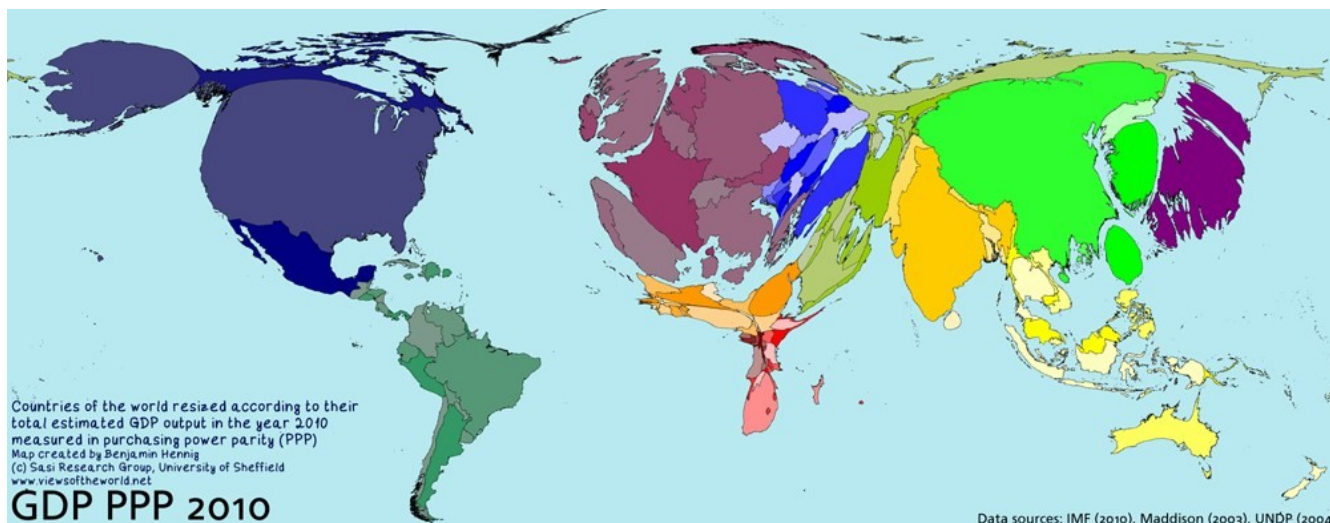 Countries of the world resized according to their
total estimated GDP output in the year 2010
measured in purchasing power parity (PPP)
Map created by Benjamin Hennig
(c) Sasi Research Group, University of Sheffield
www.viewsoftheworld.net
GDP PPP 2010
Data sources: IMF (2010), Maddison (2003), UNDP (2004